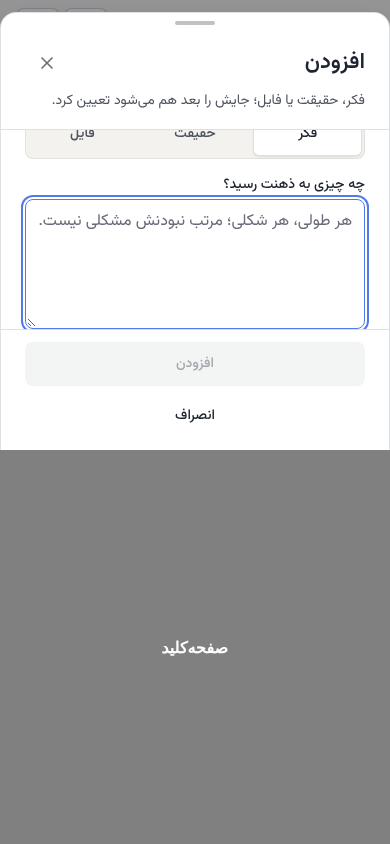 افزودن
فکر، حقیقت یا فایل؛ جایش را بعد هم می‌شود تعیین کرد.
فکر
حقیقت
فایل
چه چیزی به ذهنت رسید؟
هر طولی، هر شکلی؛ مرتب نبودنش مشکلی نیست.
افزودن
انصراف
صفحه‌کلید